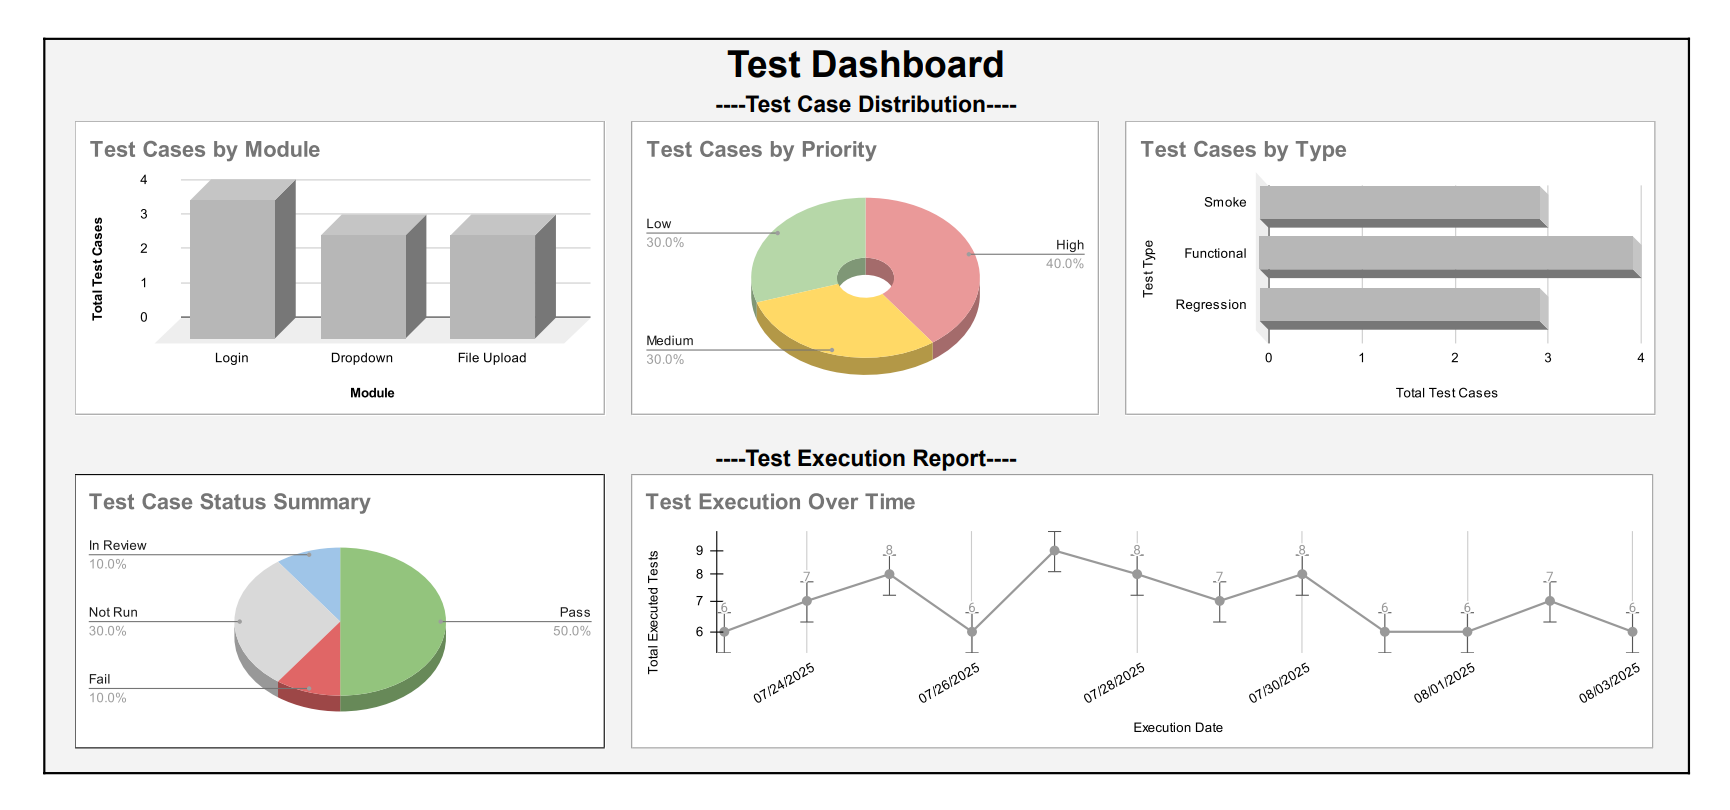 Test Dashboard
----Test Case Distribution----
Test Cases by Module
4
3
2
1
0
Total Test Cases
Login
Dropdown
File Upload
Module
Test Cases by Priority
Low
30.0%
High
40.0%
Medium
30.0%
Test Cases by Type
Smoke
Functional
Regression
Test Type
0
1
2
3
4
Total Test Cases
----Test Execution Report----
Test Case Status Summary
In Review
10.0%
Not Run
30.0%
Pass
50.0%
Fail
10.0%
Test Execution Over Time
9
8
7
6
Total Executed Tests
6
7
8
6
8
7
8
6
6
7
6
07/24/2025
07/26/2025
07/28/2025
07/30/2025
08/01/2025
08/03/2025
Execution Date